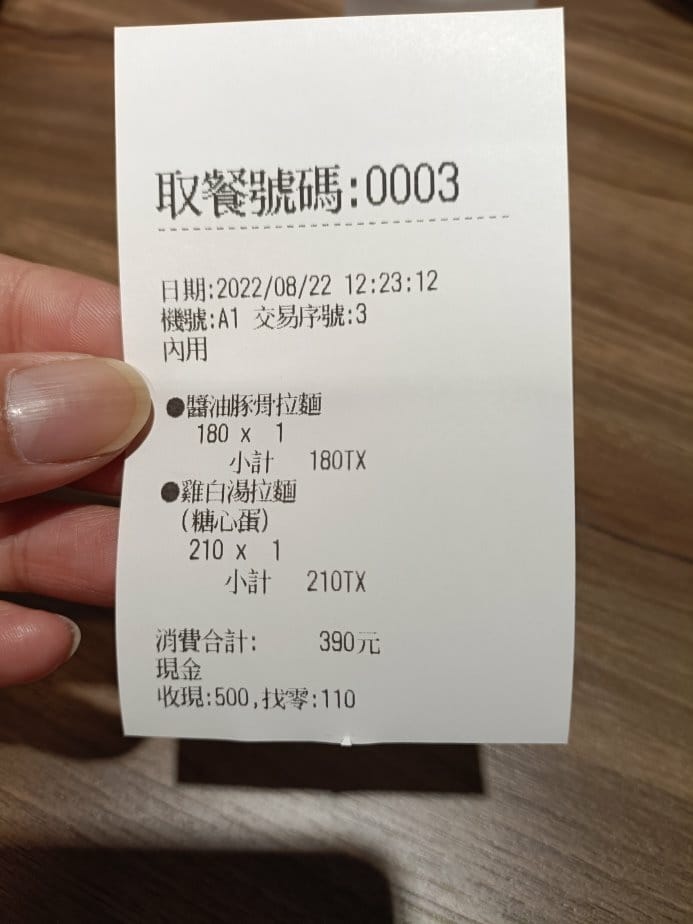 取餐號碼:0003
日期:2022/08/22 12:23:12
機號:A1 交易序號:3
內用
●醬油豚骨拉麵
180 x 1
小計 180TX
●雞白湯拉麵
(糖心蛋)
210 x 1
小計 210TX
消費合計: 390元
現金
收現:500,找零:110